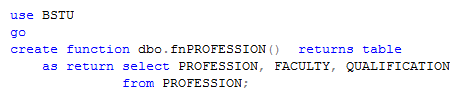 use BSTU
go
create function dbo.fnPROFESSION()  returns table
    as return select PROFESSION, FACULTY, QUALIFICATION
              from PROFESSION;